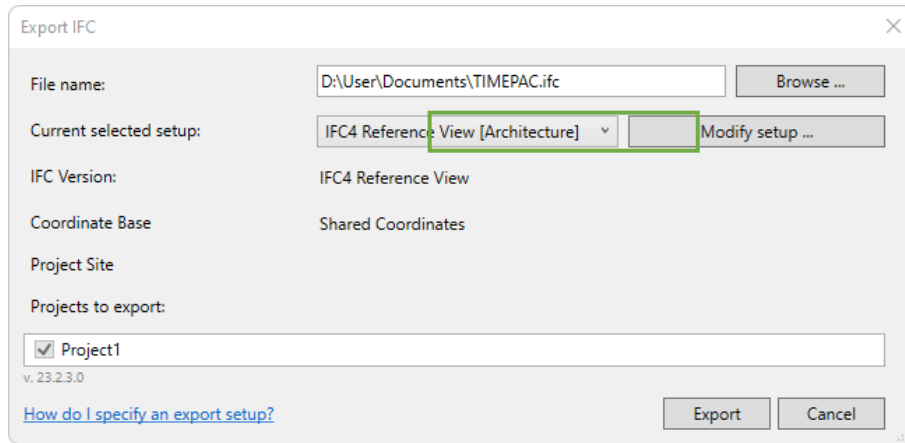 Export IFC
File name: D:\User\Documents\TIMEPAC.ifc Browse ...
Current selected setup: IFC4 Reference View [Architecture] Modify setup ...
IFC Version: IFC4 Reference View
Coordinate Base Shared Coordinates
Project Site
Projects to export:
Project1
v. 23.2.3.0
How do I specify an export setup? Export Cancel